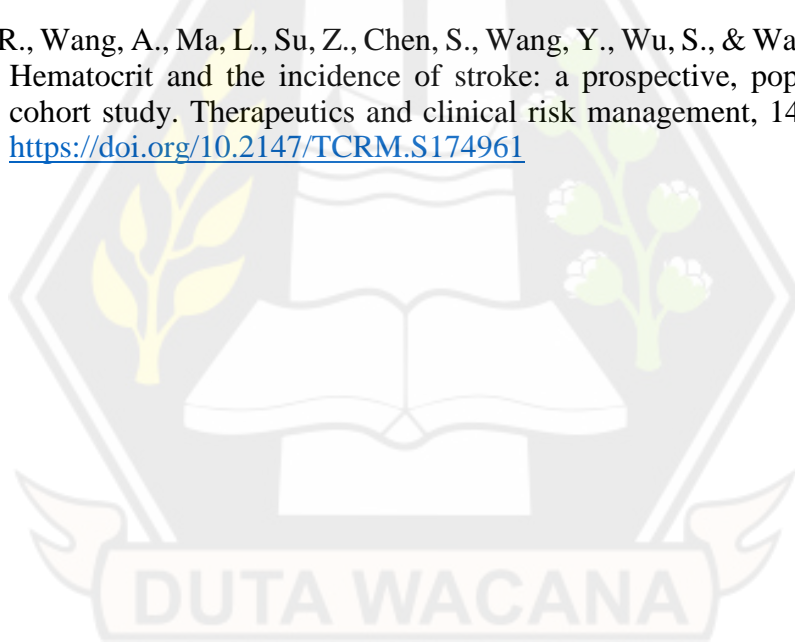 R., Wang, A., Ma, L., Su, Z., Chen, S., Wang, Y., Wu, S., & Wa
Hematocrit and the incidence of stroke: a prospective, pop
cohort study. Therapeutics and clinical risk management, 14
https://doi.org/10.2147/TCRM.S174961
DUTA WACANA